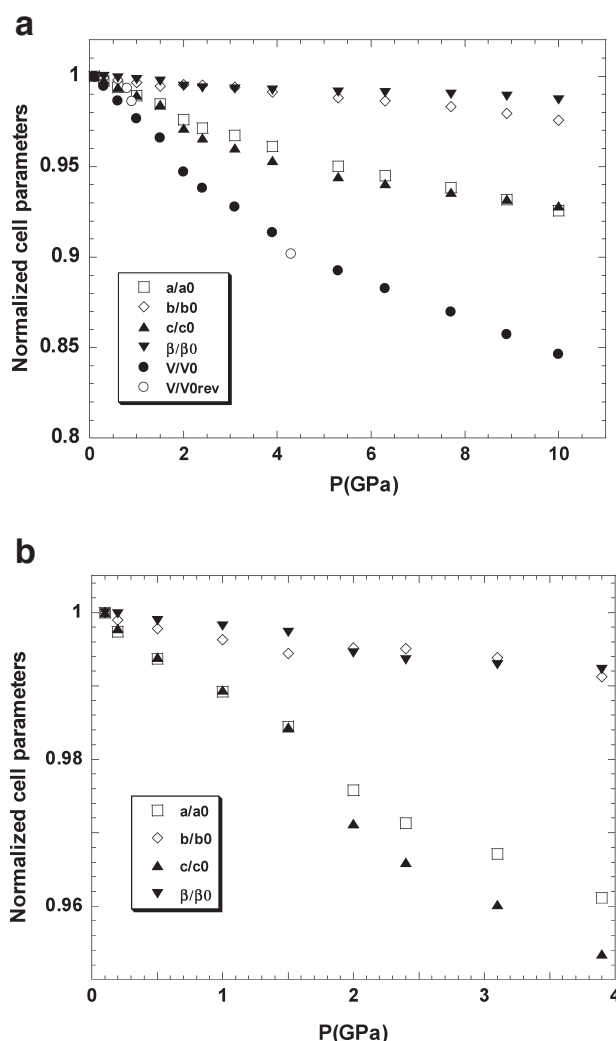 a
Normalized cell parameters
1
0.95
0.9
0.85
0.8
a/a0
b/b0
c/c0
β/β0
V/V0
V/V0rev
0 2 4 6 8 10
P(GPa)
b
Normalized cell parameters
1
0.98
0.96
a/a0
b/b0
c/c0
β/β0
0 1 2 3 4
P(GPa)